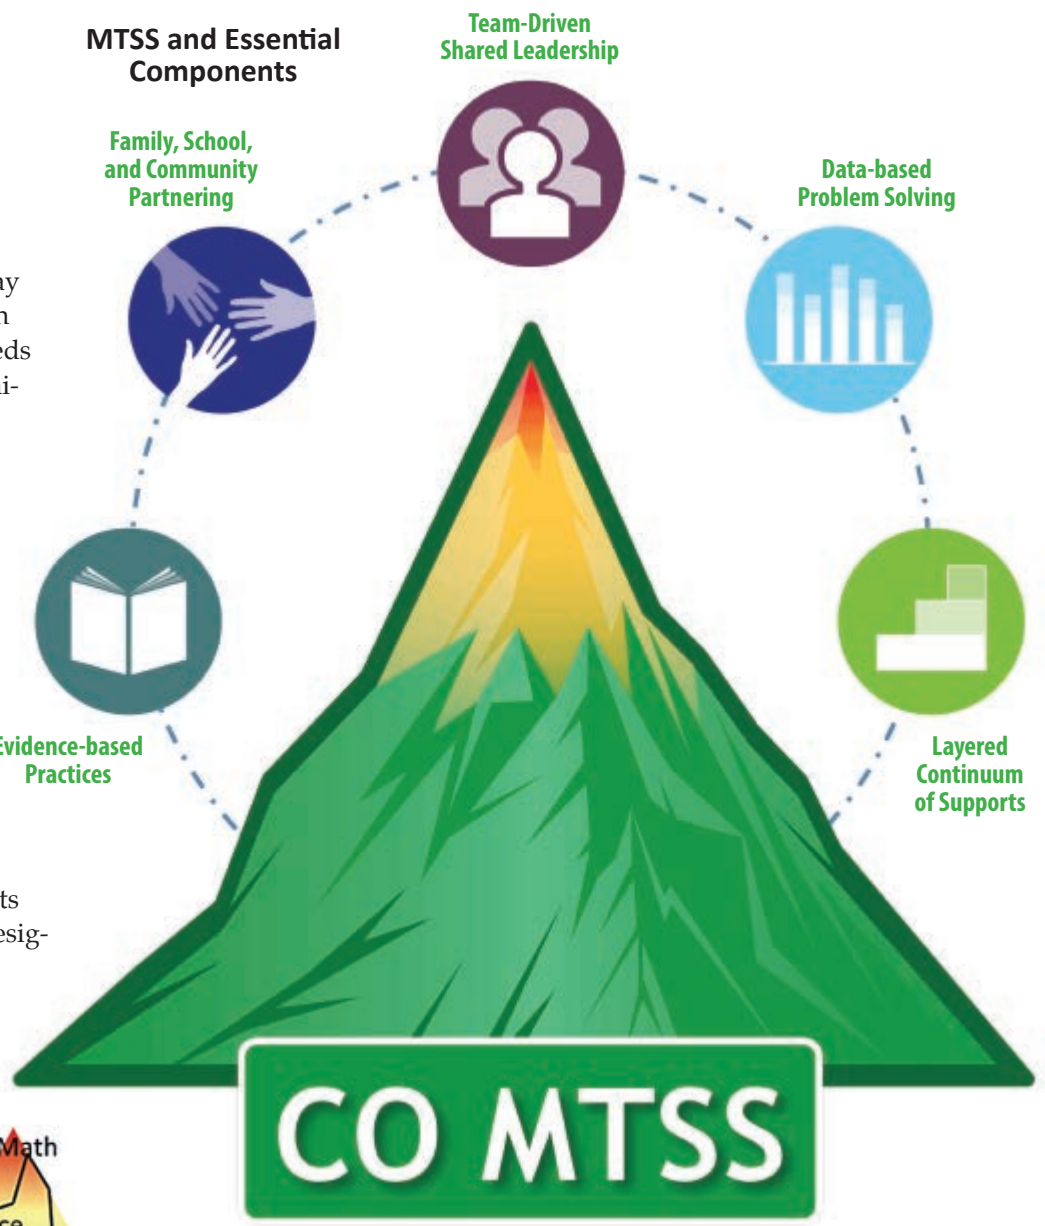 MTSS and Essential
Components
Team-Driven
Shared Leadership
Family, School,
and Community
Partnering
Data-based
Problem Solving
Evidence-based
Practices
Layered
Continuum
of Supports
CO MTSS
Math